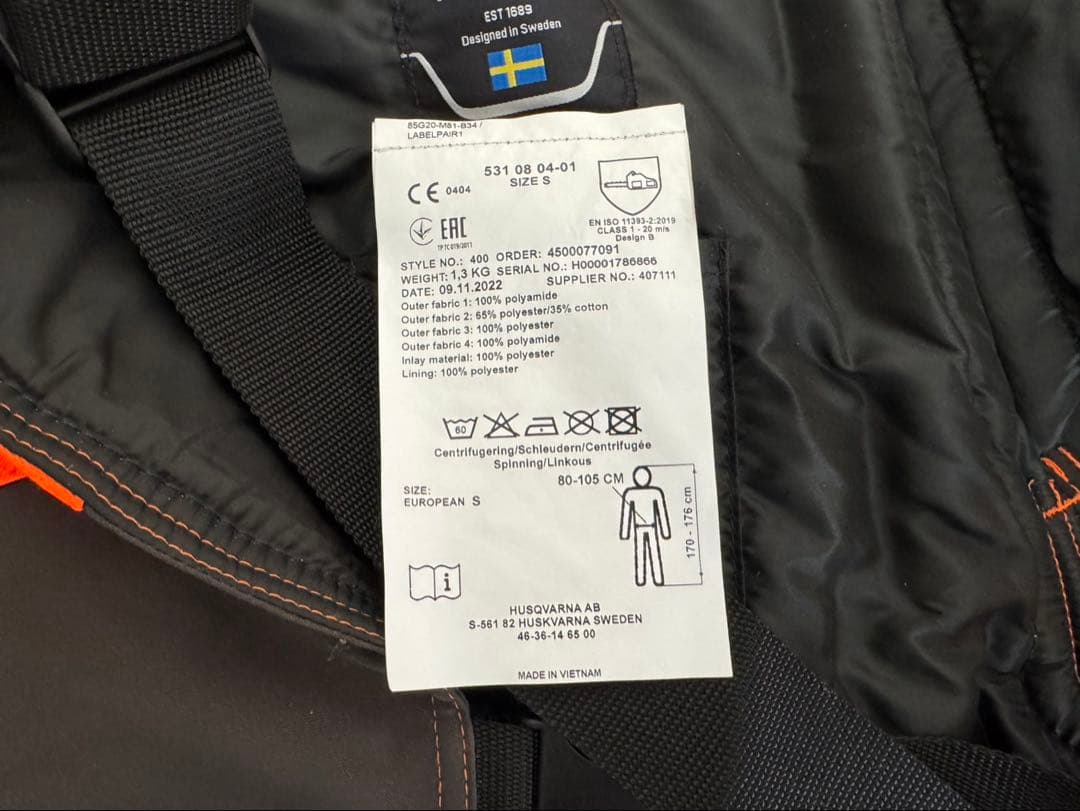 EST 1689
Designed in Sweden
85G20-M81-B34 /
LABELPAIR1
531 08 04-01
SIZE S
CE 0404
EAC
TP TC 019/2011
EN ISO 11393-2:2019
CLASS 1 - 20 m/s
Design B
STYLE NO.: 400 ORDER: 4500077091
WEIGHT: 1,3 KG SERIAL NO.: H00001786866
DATE: 09.11.2022 SUPPLIER NO.: 407111
Outer fabric 1: 100% polyamide
Outer fabric 2: 65% polyester/35% cotton
Outer fabric 3: 100% polyester
Outer fabric 4: 100% polyamide
Inlay material: 100% polyester
Lining: 100% polyester
60
Centrifugering/Schleudern/Centrifugée
Spinning/Linkous
80-105 CM
SIZE:
EUROPEAN S
170 - 176 cm
i
HUSQVARNA AB
S-561 82 HUSKVARNA SWEDEN
46-36-14 65 00
MADE IN VIETNAM